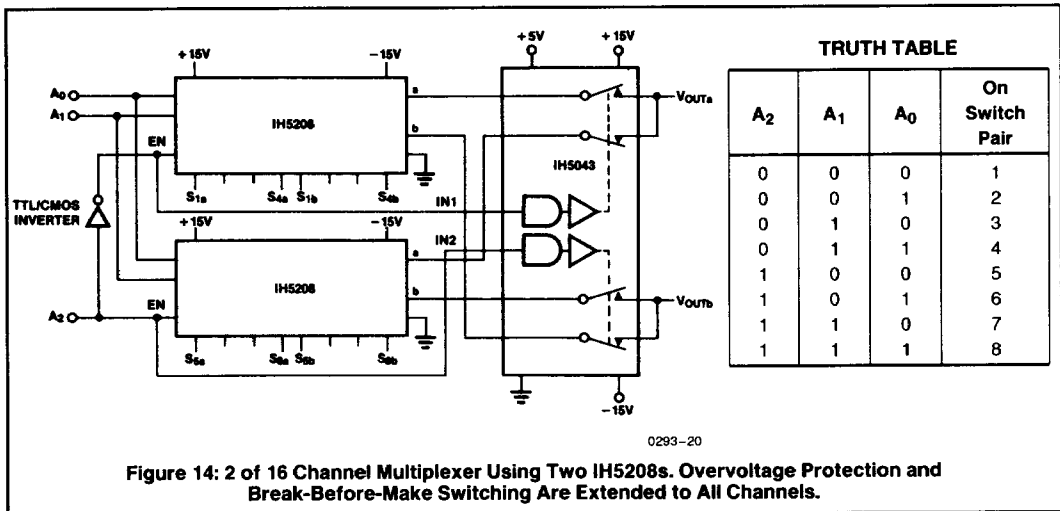 +15V
-15V
A0
A1
EN
IH5208
a
b
S1a
S4a
S1b
S4b
TTL/CMOS
INVERTER
+15V
-15V
IN1
IN2
A2
EN
IH5208
a
b
S5a
S8a
S5b
S8b
+5V
+15V
IH5043
VOUTa
VOUTb
-15V
TRUTH TABLE
A2 A1 A0 On Switch Pair
0 0 0 1
0 0 1 2
0 1 0 3
0 1 1 4
1 0 0 5
1 0 1 6
1 1 0 7
1 1 1 8
0293-20
Figure 14: 2 of 16 Channel Multiplexer Using Two IH5208s. Overvoltage Protection and
Break-Before-Make Switching Are Extended to All Channels.